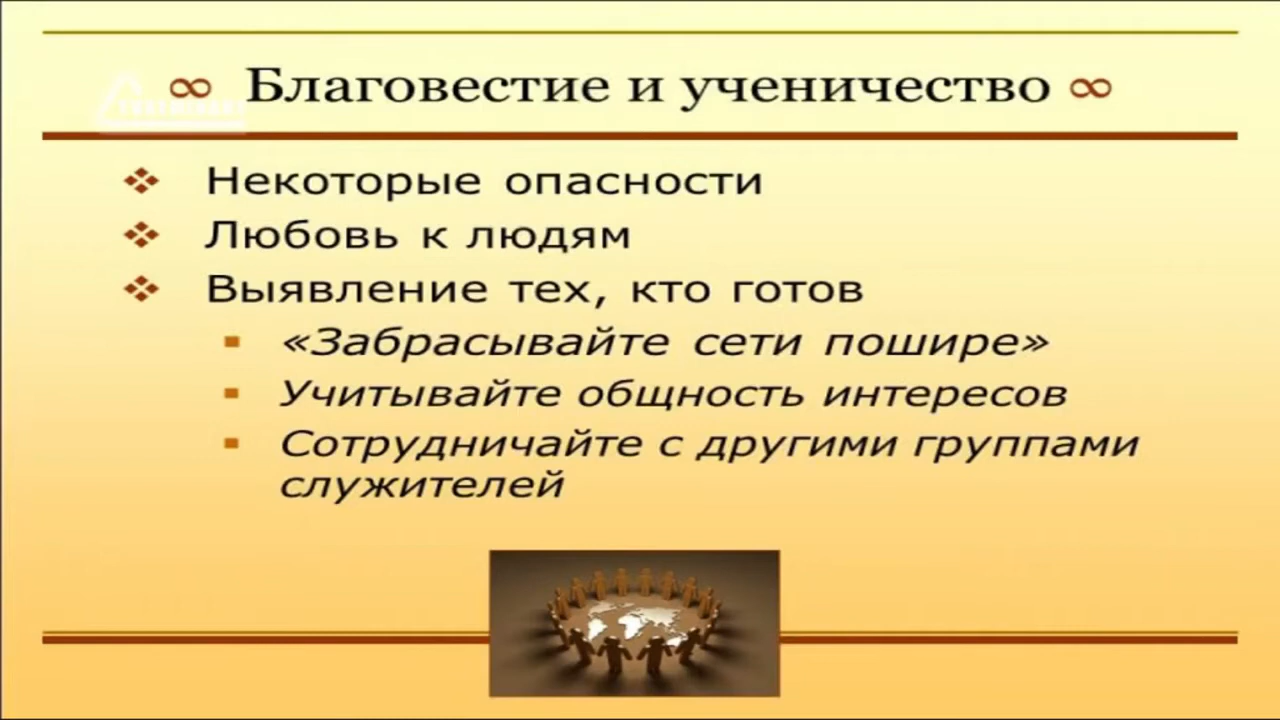 ∞ Благовестие и ученичество ∞
Некоторые опасности
Любовь к людям
Выявление тех, кто готов
«Забрасывайте сети пошире»
Учитывайте общность интересов
Сотрудничайте с другими группами
служителей